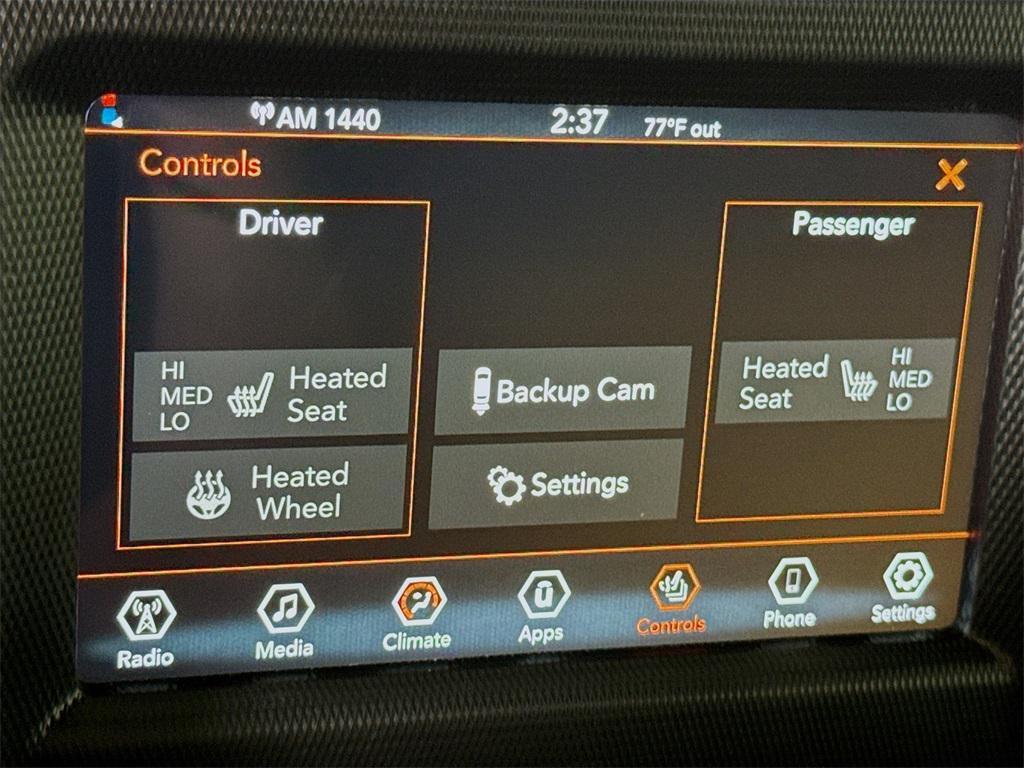 AM 1440 2:37 77°F out
Controls
Driver
HI
MED
LO
Heated
Seat
Heated
Wheel
Backup Cam
Settings
Passenger
Heated
Seat
HI
MED
LO
Radio Media Climate Apps Controls Phone Settings